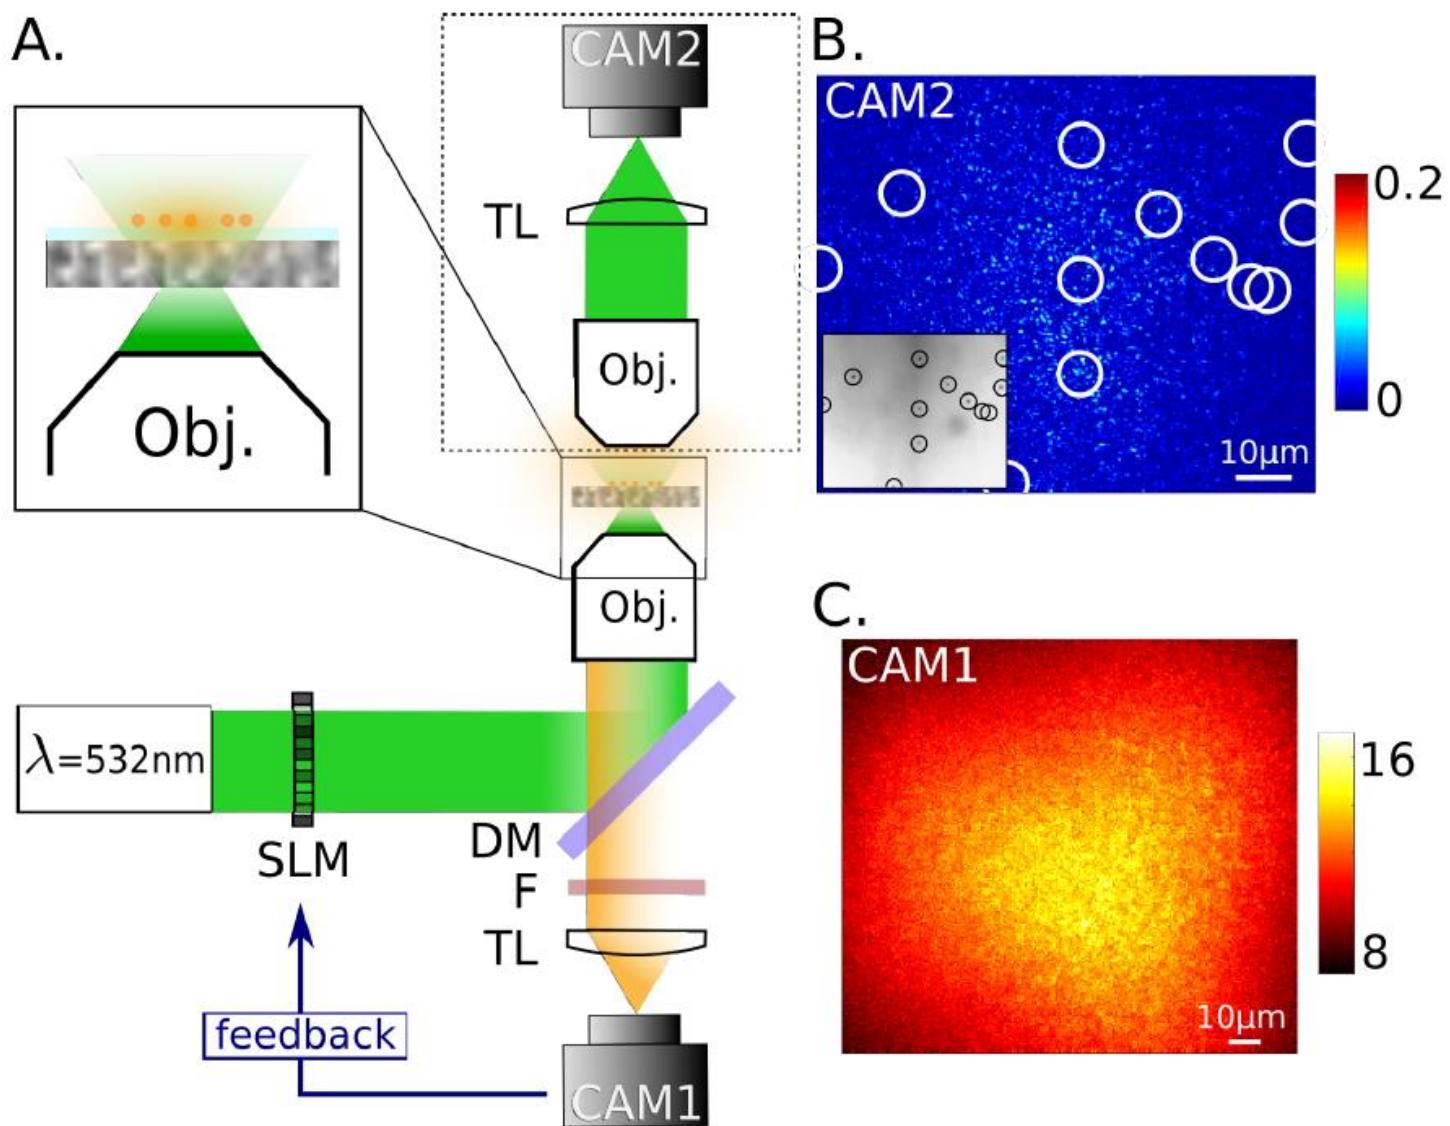 A.
CAM2
TL
Obj.
Obj.
Obj.
λ=532nm
SLM
DM
F
TL
feedback
CAM1
B.
CAM2
0.2
0
10μm
C.
CAM1
16
8
10μm